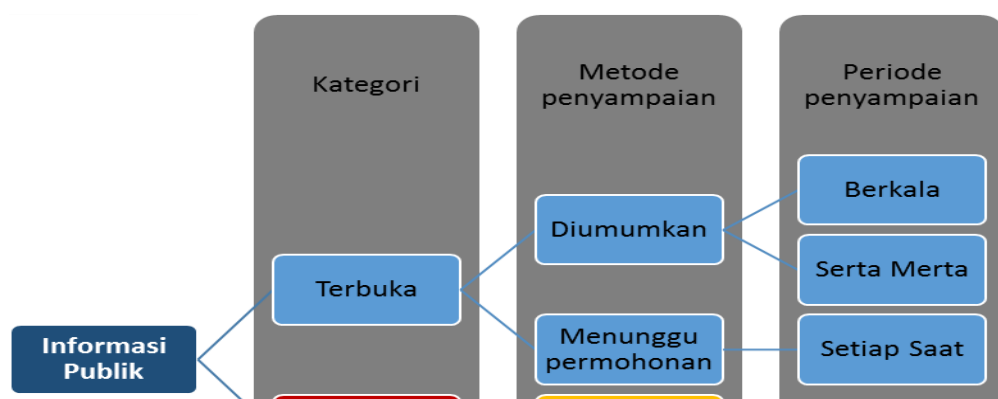 Kategori
Metode
penyampaian
Periode
penyampaian
Berkala
Diumumkan
Serta Merta
Terbuka
Menunggu
permohonan
Setiap Saat
Informasi
Publik